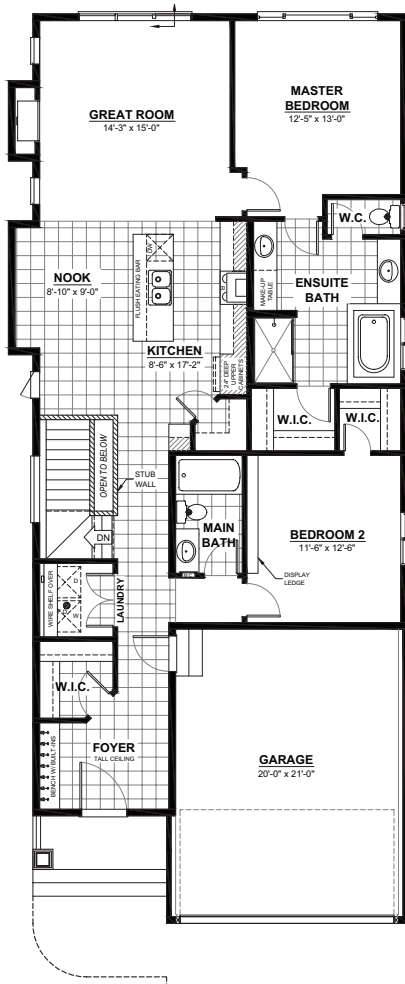 GREAT ROOM
14'-3" x 15'-0"
MASTER
BEDROOM
12'-5" x 13'-0"
W.C.
NOOK
8'-10" x 9'-0"
FLUSH EATING BAR
DW
MAKE-UP
TABLE
ENSUITE
BATH
KITCHEN
8'-6" x 17'-2"
24" DEEP
UPPER
CABINETS
W.I.C.
W.I.C.
OPEN TO BELOW
STUB
WALL
DN
MAIN
BATH
BEDROOM 2
11'-6" x 12'-6"
DISPLAY
LEDGE
WIRE SHELF OVER
D
W
LAUNDRY
W.I.C.
FOYER
TALL CEILING
BENCH W/ BUILT-INS
GARAGE
20'-0" x 21'-0"